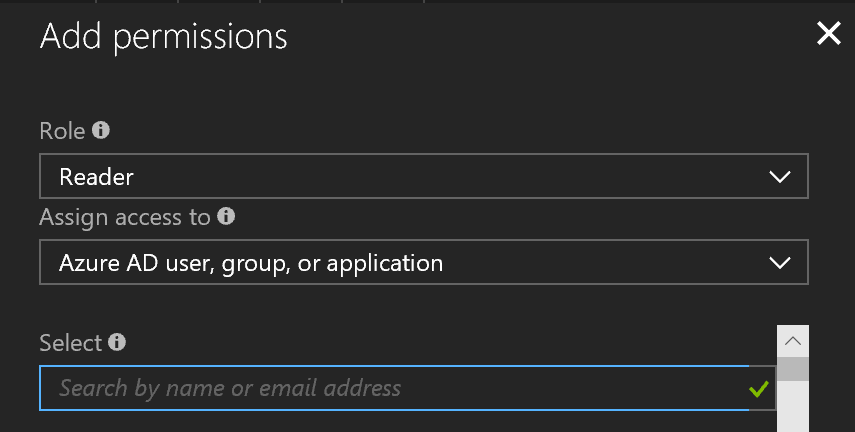 Add permissions
Role
Reader
Assign access to
Azure AD user, group, or application
Select
Search by name or email address